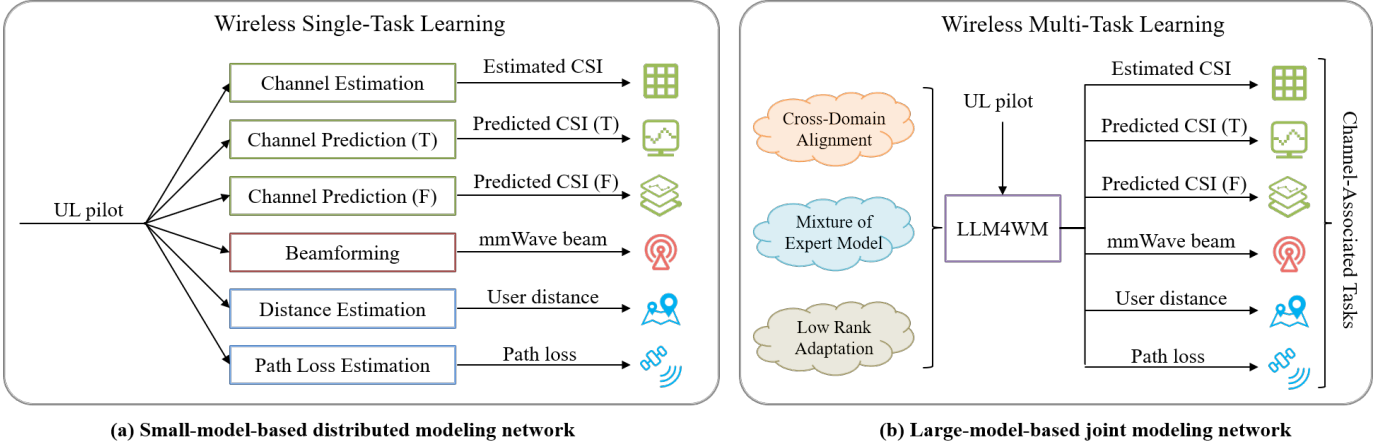 Wireless Single-Task Learning
UL pilot
Channel Estimation
Estimated CSI
Channel Prediction (T)
Predicted CSI (T)
Channel Prediction (F)
Predicted CSI (F)
Beamforming
mmWave beam
Distance Estimation
User distance
Path Loss Estimation
Path loss
(a) Small-model-based distributed modeling network
Wireless Multi-Task Learning
Cross-Domain
Alignment
Mixture of
Expert Model
Low Rank
Adaptation
UL pilot
LLM4WM
Estimated CSI
Predicted CSI (T)
Predicted CSI (F)
mmWave beam
User distance
Path loss
Channel-Associated Tasks
(b) Large-model-based joint modeling network